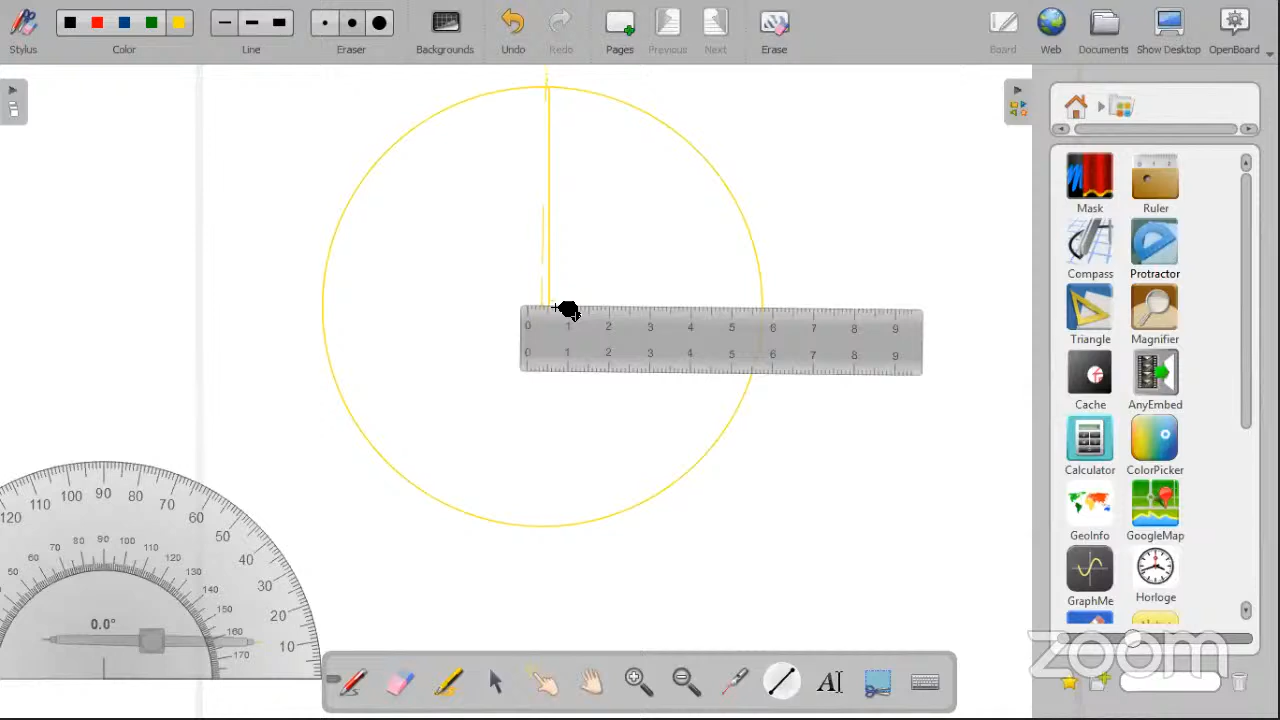 Stylus Color Line Eraser Backgrounds Undo Redo Pages Previous Next Erase Board Web Documents Show Desktop OpenBoard
0 1 2
Mask Ruler
Compass Protractor
Triangle Magnifier
Cache AnyEmbed
Calculator ColorPicker
GeoInfo GoogleMap
GraphMe Horloge
0 1 2 3 4 5 6 7 8 9
0 1 2 3 4 5 6 7 8 9
120 110 100 90 80 70 60 50 40 30 20 10
50 60 70 80 90 100 110 120 130 140 150 160 170
0.0°
A
zoom